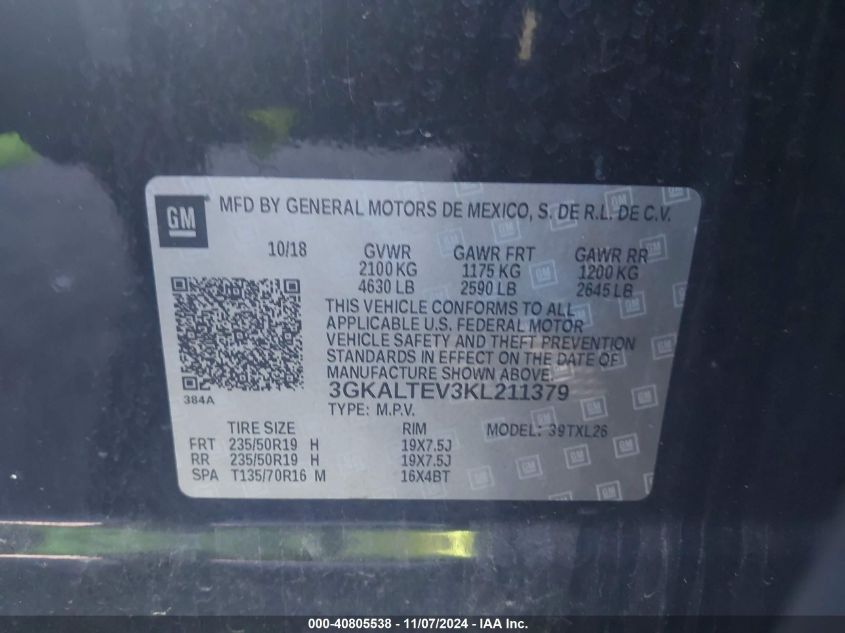 GM
MFD BY GENERAL MOTORS DE MEXICO, S. DE R.L. DE C.V.
10/18 GVWR GAWR FRT GAWR RR
2100 KG 1175 KG 1200 KG
4630 LB 2590 LB 2645 LB
THIS VEHICLE CONFORMS TO ALL
APPLICABLE U.S. FEDERAL MOTOR
VEHICLE SAFETY AND THEFT PREVENTION
STANDARDS IN EFFECT ON THE DATE OF
MANUFACTURE SHOWN ABOVE.
384A
3GKALTEV3KL211379
TYPE: M.P.V.
TIRE SIZE RIM MODEL: 39TXL26
FRT 235/50R19 H 19X7.5J
RR 235/50R19 H 19X7.5J
SPA T135/70R16 M 16X4BT
000-40805538 - 11/07/2024 - IAA Inc.